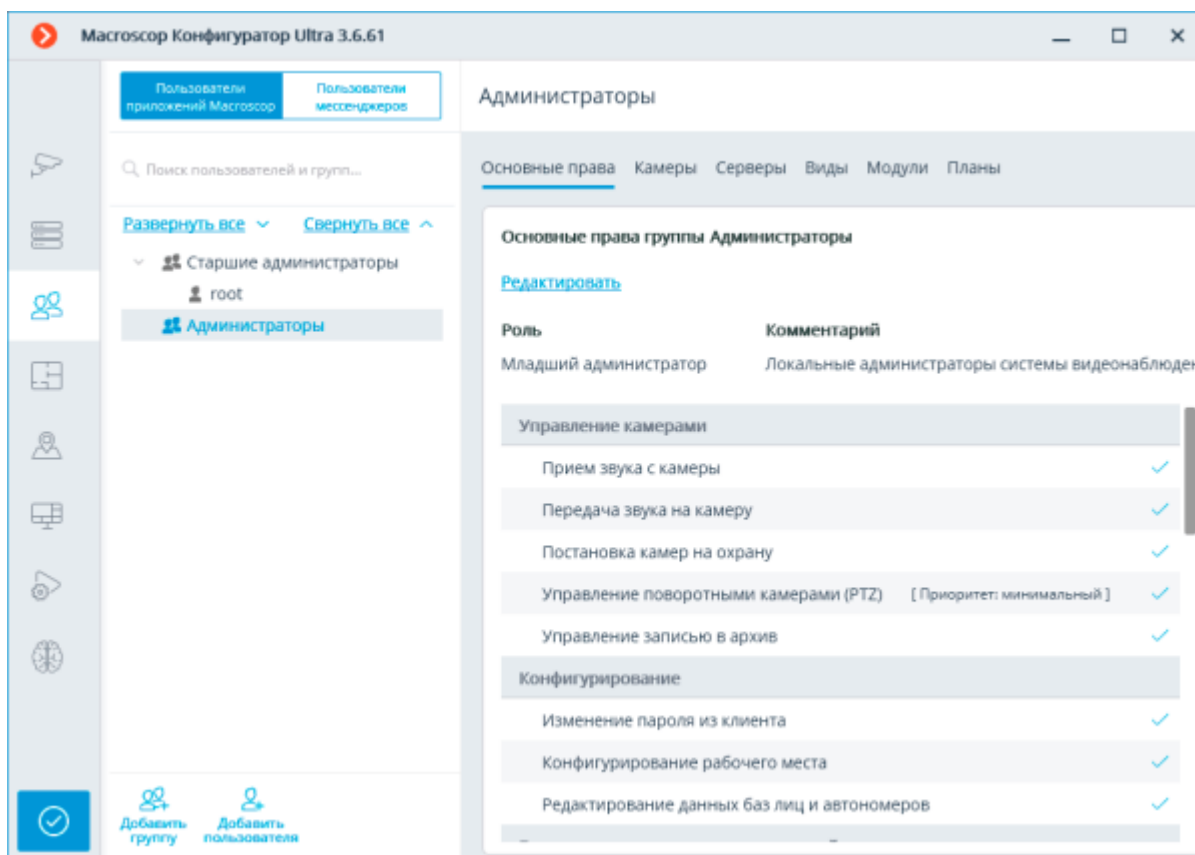 Macroscop Конфигуратор Ultra 3.6.61
Пользователи приложений Macroscop
Пользователи мессенджеров
Поиск пользователей и групп...
Развернуть все
Свернуть все
Старшие администраторы
root
Администраторы
Добавить группу
Добавить пользователя
Администраторы
Основные права Камеры Серверы Виды Модули Планы
Основные права группы Администраторы
Редактировать
Роль Комментарий
Младший администратор Локальные администраторы системы видеонаблюден
Управление камерами
Прием звука с камеры
Передача звука на камеру
Постановка камер на охрану
Управление поворотными камерами (PTZ) [ Приоритет: минимальный ]
Управление записью в архив
Конфигурирование
Изменение пароля из клиента
Конфигурирование рабочего места
Редактирование данных баз лиц и автономеров